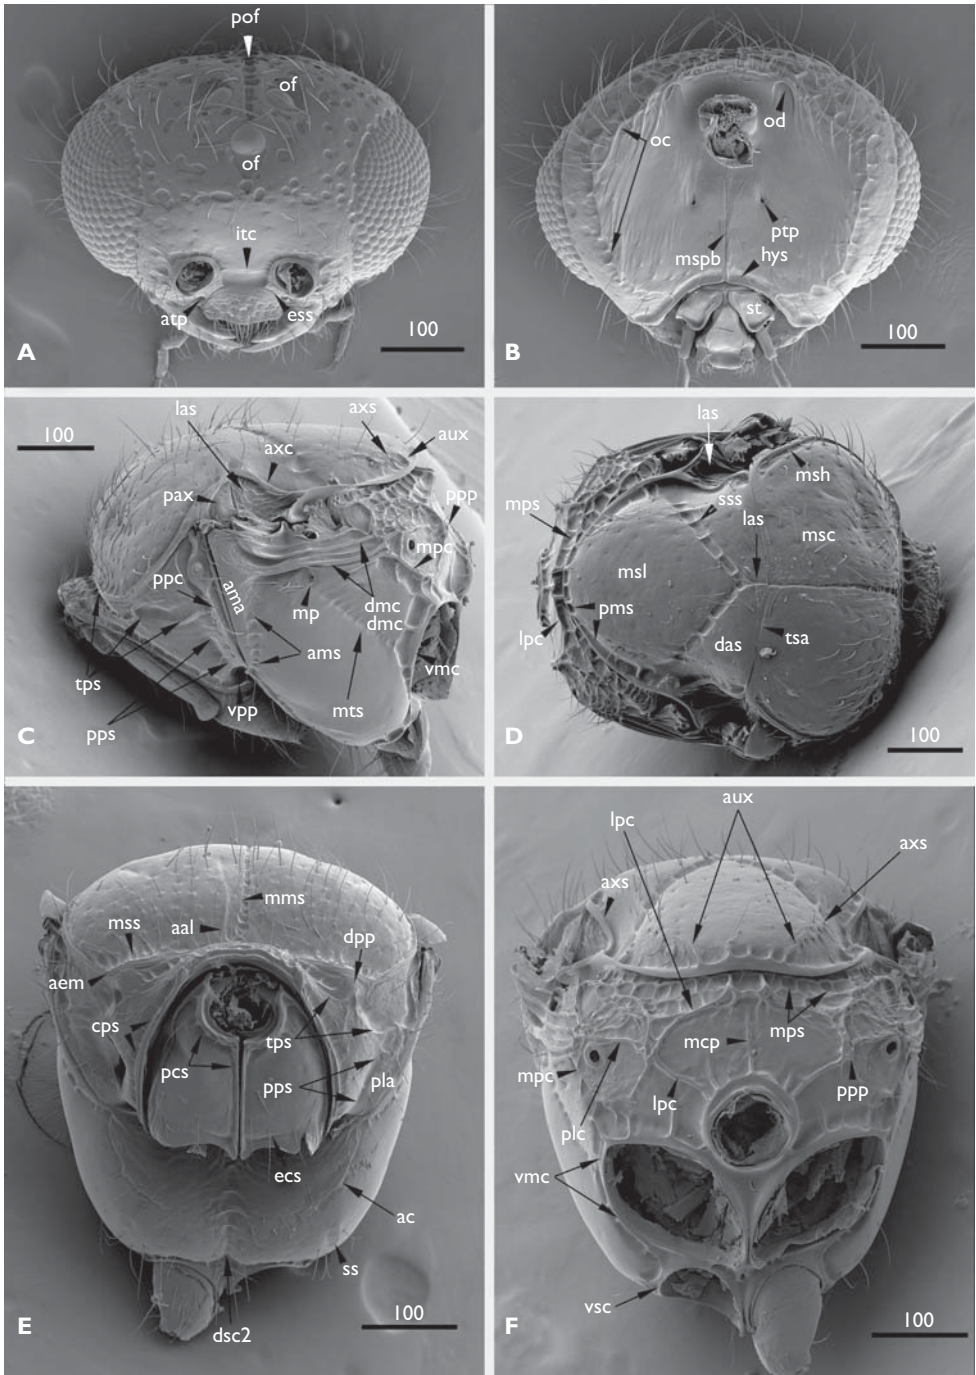 pof
of
of
itc
atp
ess
100
A
oc
od
ptp
mspb
hys
st
100
B
las
axs
aux
axc
100
pax
ppp
mpc
ppc
ama
mp
dmc
dmc
ams
vmc
tps
vpp
mts
pps
C
las
msh
sss
mps
las
msc
msl
pms
lpc
das
tsa
100
D
mms
mss
aal
dpp
aem
cps
tps
pcs
pps
pla
ecs
ac
ss
100
dsc2
E
aux
lpc
axs
axs
mps
mcp
mpc
lpc
ppp
plc
vmc
vsc
100
F